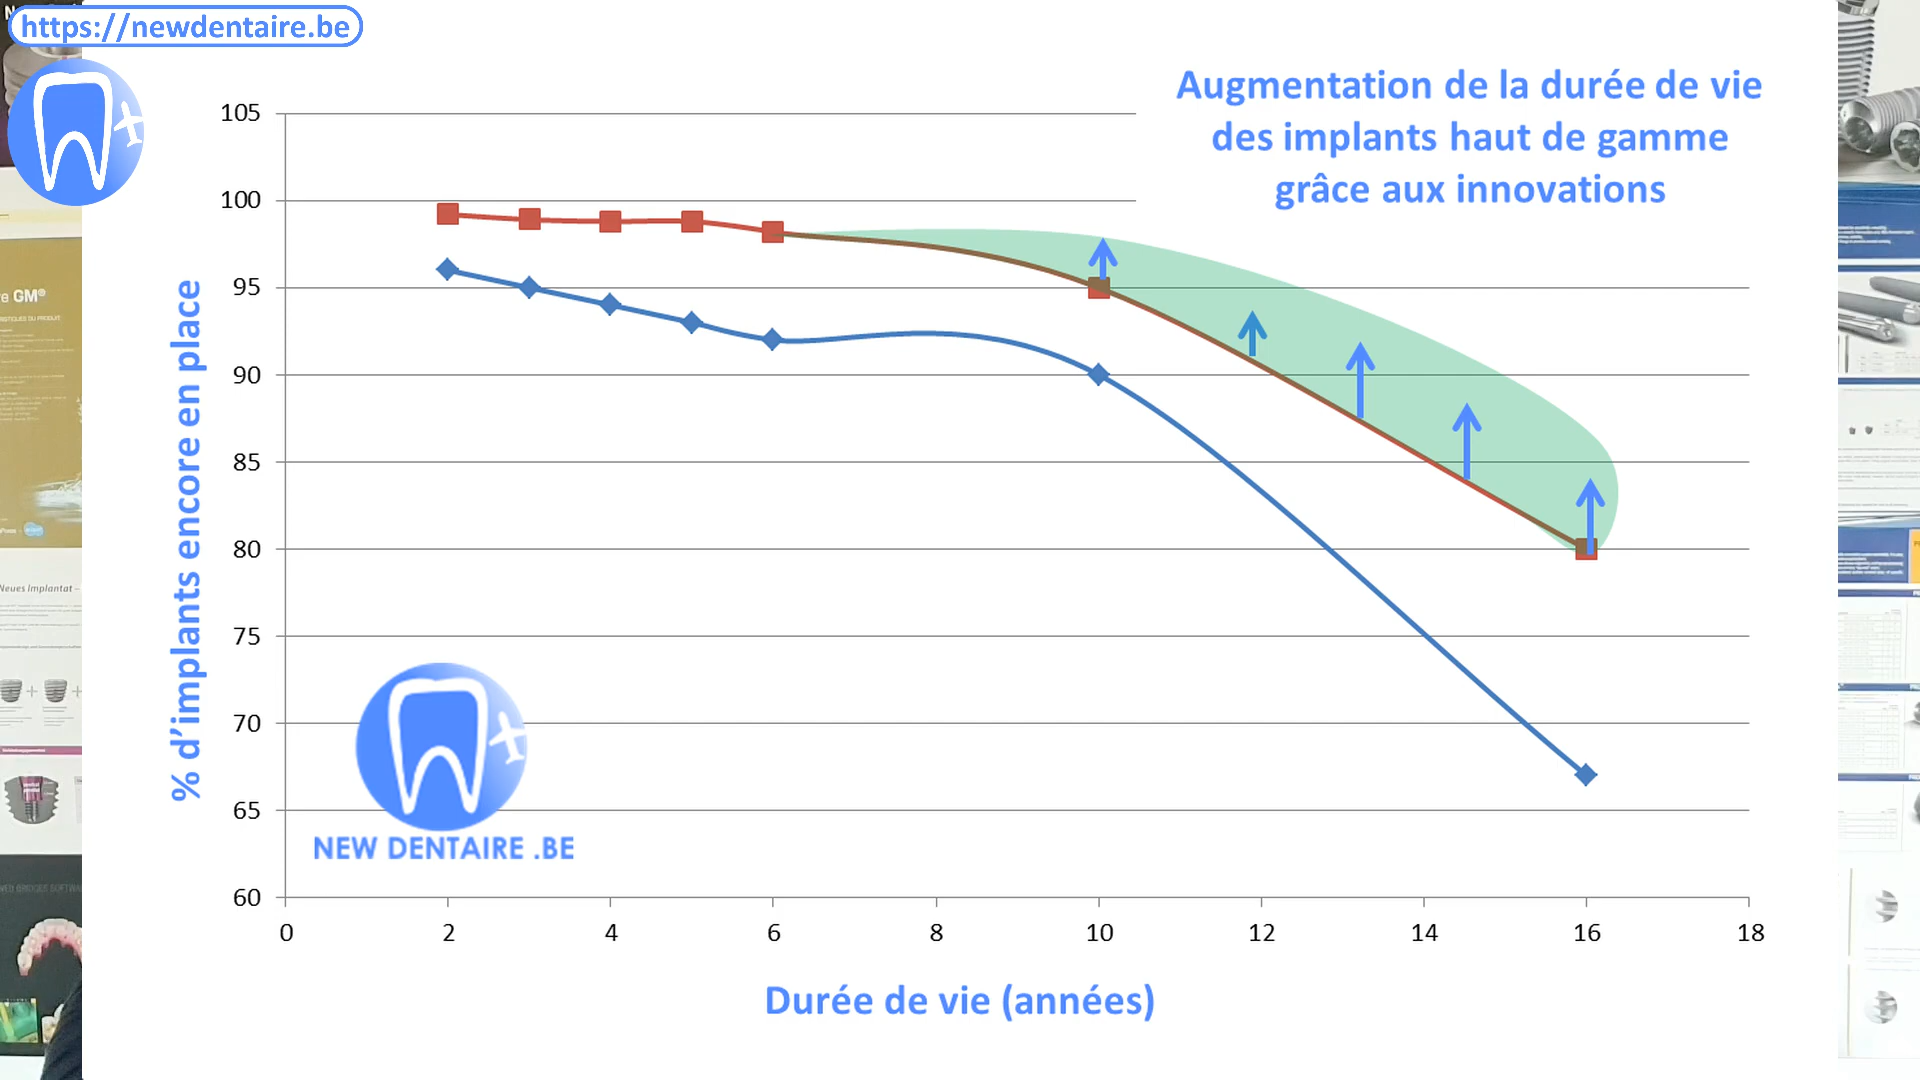 https://newdentaire.be
Augmentation de la durée de vie
des implants haut de gamme
grâce aux innovations
% d’implants encore en place
105
100
95
90
85
80
75
70
65
60
0 2 4 6 8 10 12 14 16 18
Durée de vie (années)
NEW DENTAIRE .BE
e GM®
Neues Implantat –